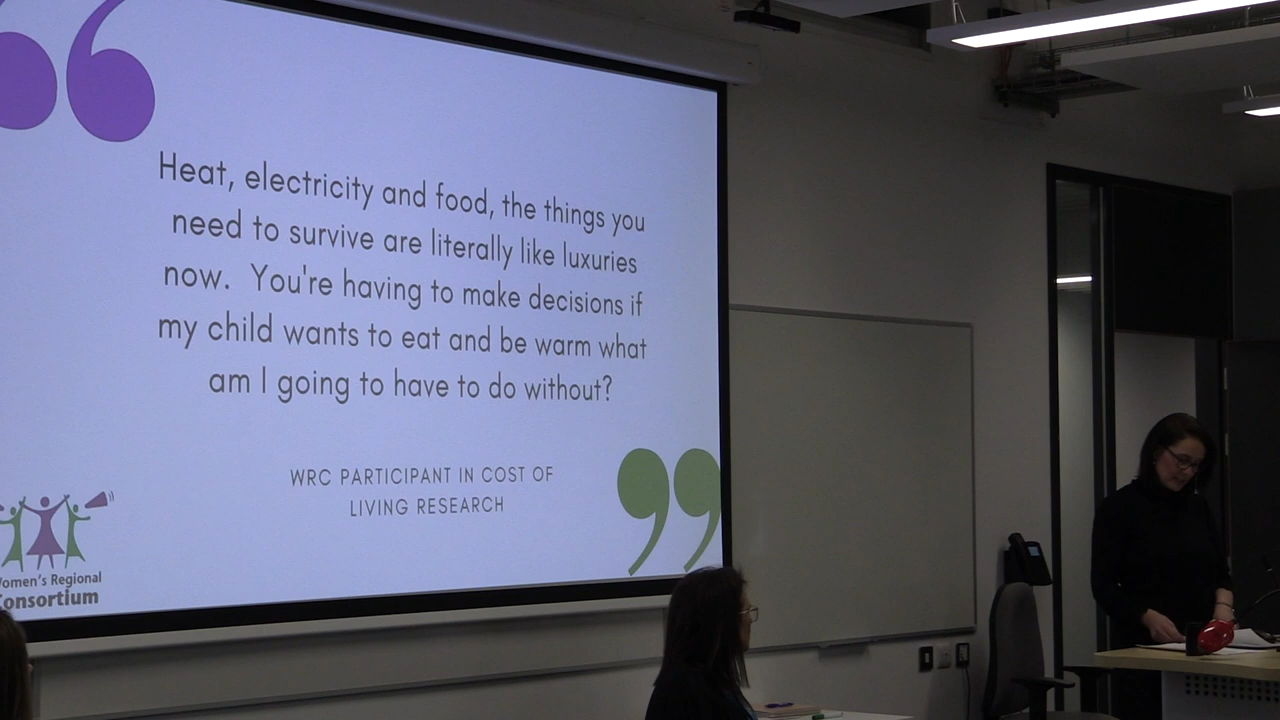 Heat, electricity and food, the things you
need to survive are literally like luxuries
now. You're having to make decisions if
my child wants to eat and be warm what
am I going to have to do without?
WRC PARTICIPANT IN COST OF
LIVING RESEARCH
omen's Regional
onsortium